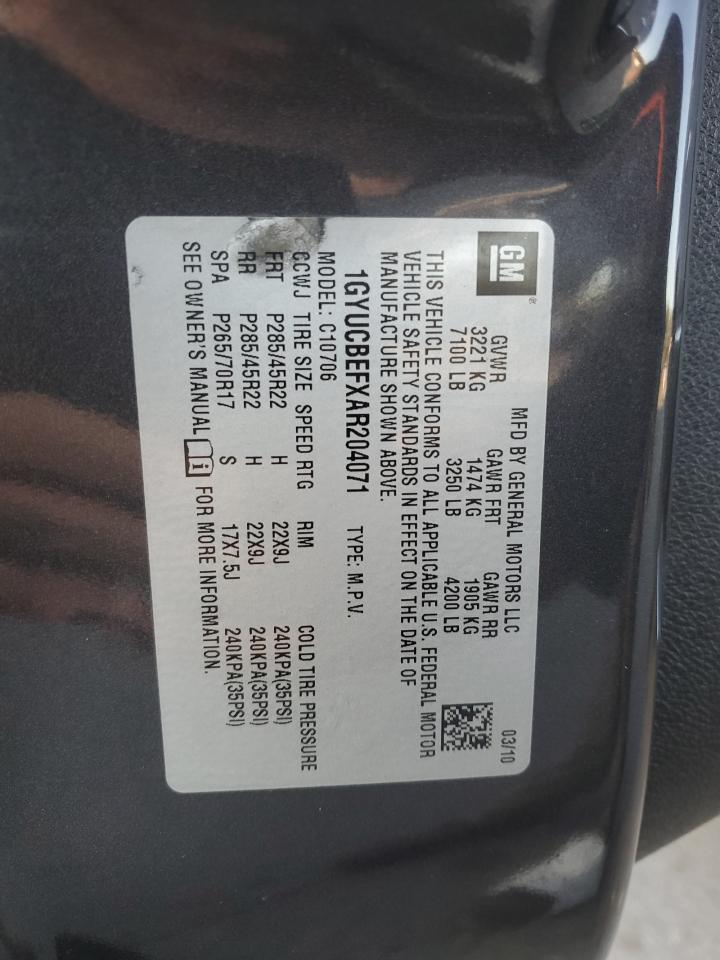 GM®
MFD BY GENERAL MOTORS LLC 03/10
GVWR GAWR FRT GAWR RR
3221 KG 1474 KG 1905 KG
7100 LB 3250 LB 4200 LB
THIS VEHICLE CONFORMS TO ALL APPLICABLE U.S. FEDERAL MOTOR
VEHICLE SAFETY STANDARDS IN EFFECT ON THE DATE OF
MANUFACTURE SHOWN ABOVE.
1GYUCBEFXAR204071 TYPE: M.P.V.
MODEL: C10706
CCWJ TIRE SIZE SPEED RTG RIM COLD TIRE PRESSURE
FRT P285/45R22 H 22X9J 240KPA(35PSI)
RR P285/45R22 H 22X9J 240KPA(35PSI)
SPA P265/70R17 S 17X7.5J 240KPA(35PSI)
SEE OWNER'S MANUAL i FOR MORE INFORMATION.